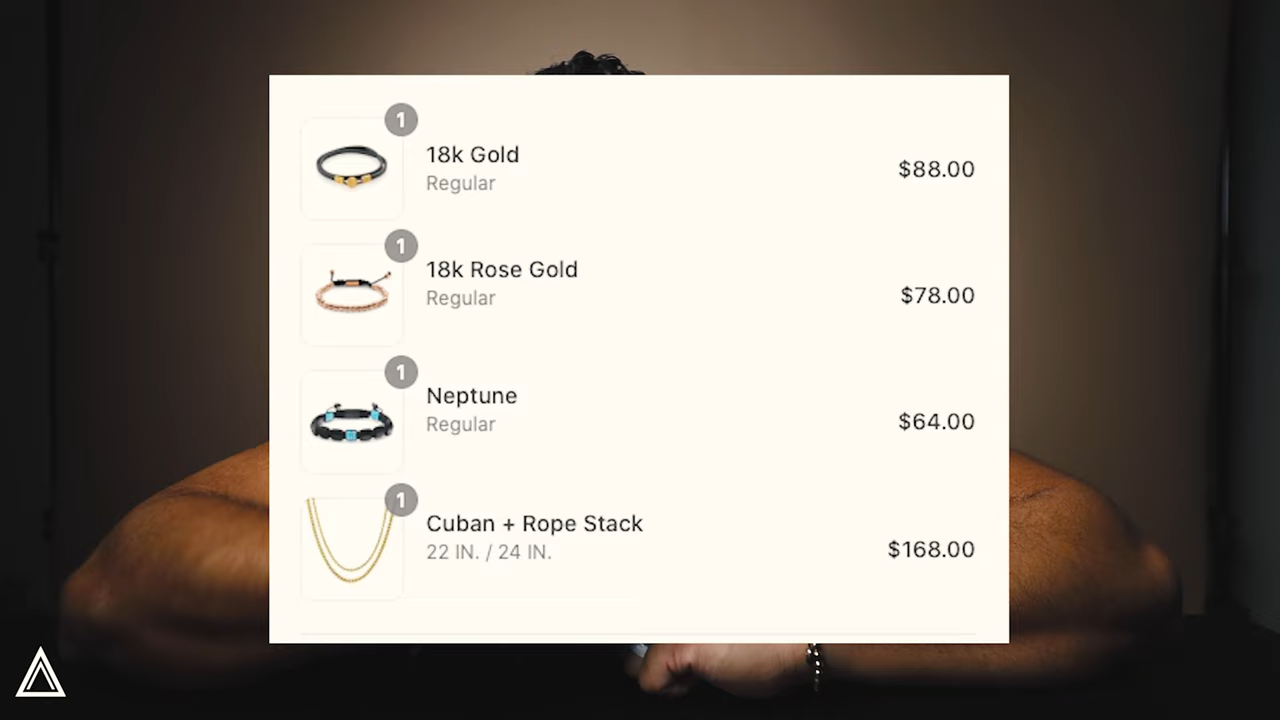 1
18k Gold
Regular
$88.00
1
18k Rose Gold
Regular
$78.00
1
Neptune
Regular
$64.00
1
Cuban + Rope Stack
22 IN. / 24 IN.
$168.00